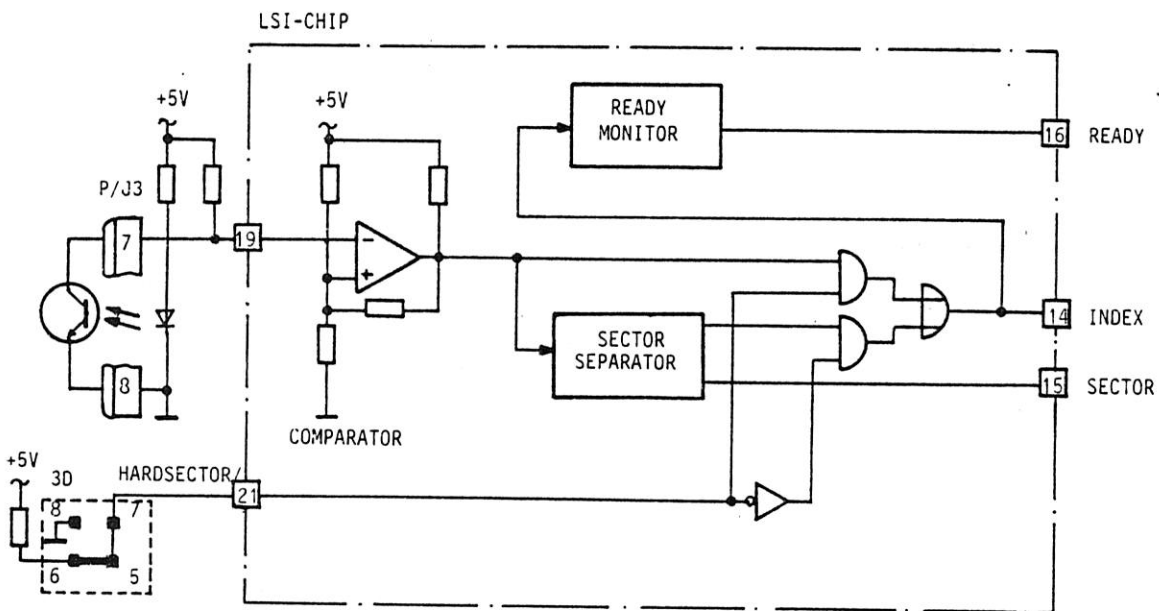 LSI-CHIP
+5V
+5V
READY
MONITOR
16
READY
P/J3
7
19
-
+
14
INDEX
SECTOR
SEPARATOR
8
15
SECTOR
COMPARATOR
+5V
3D
HARDSECTOR/
21
8
7
6
5